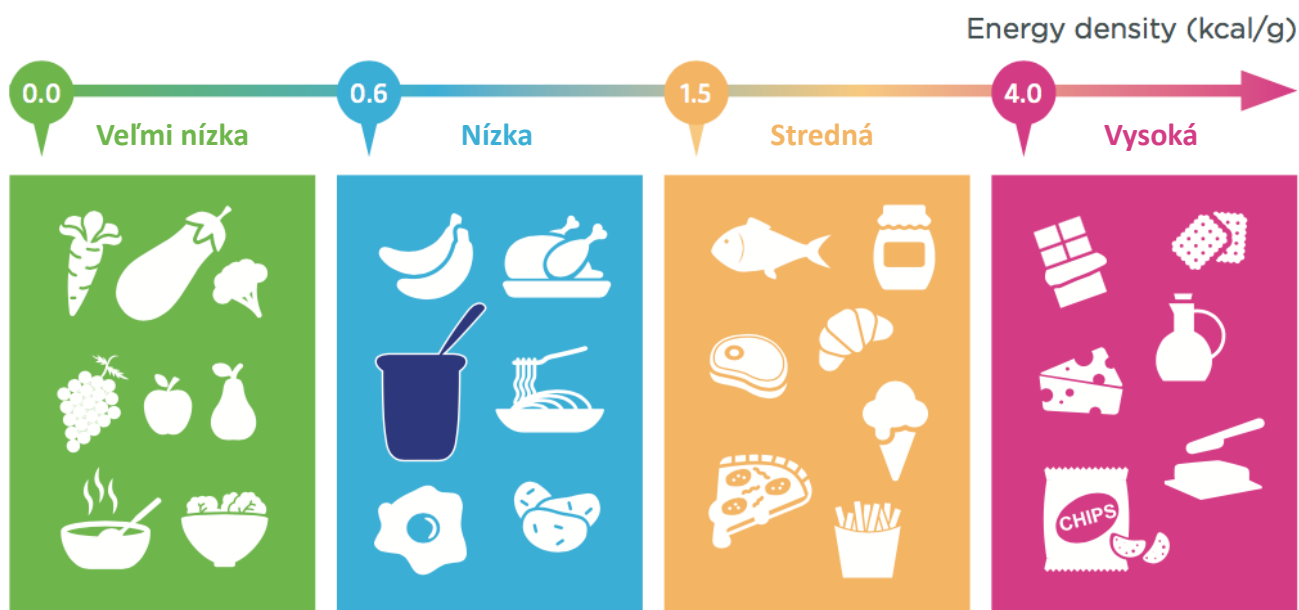 Energy density (kcal/g)
0.0
0.6
1.5
4.0
Veľmi nízka
Nízka
Stredná
Vysoká
CHIPS